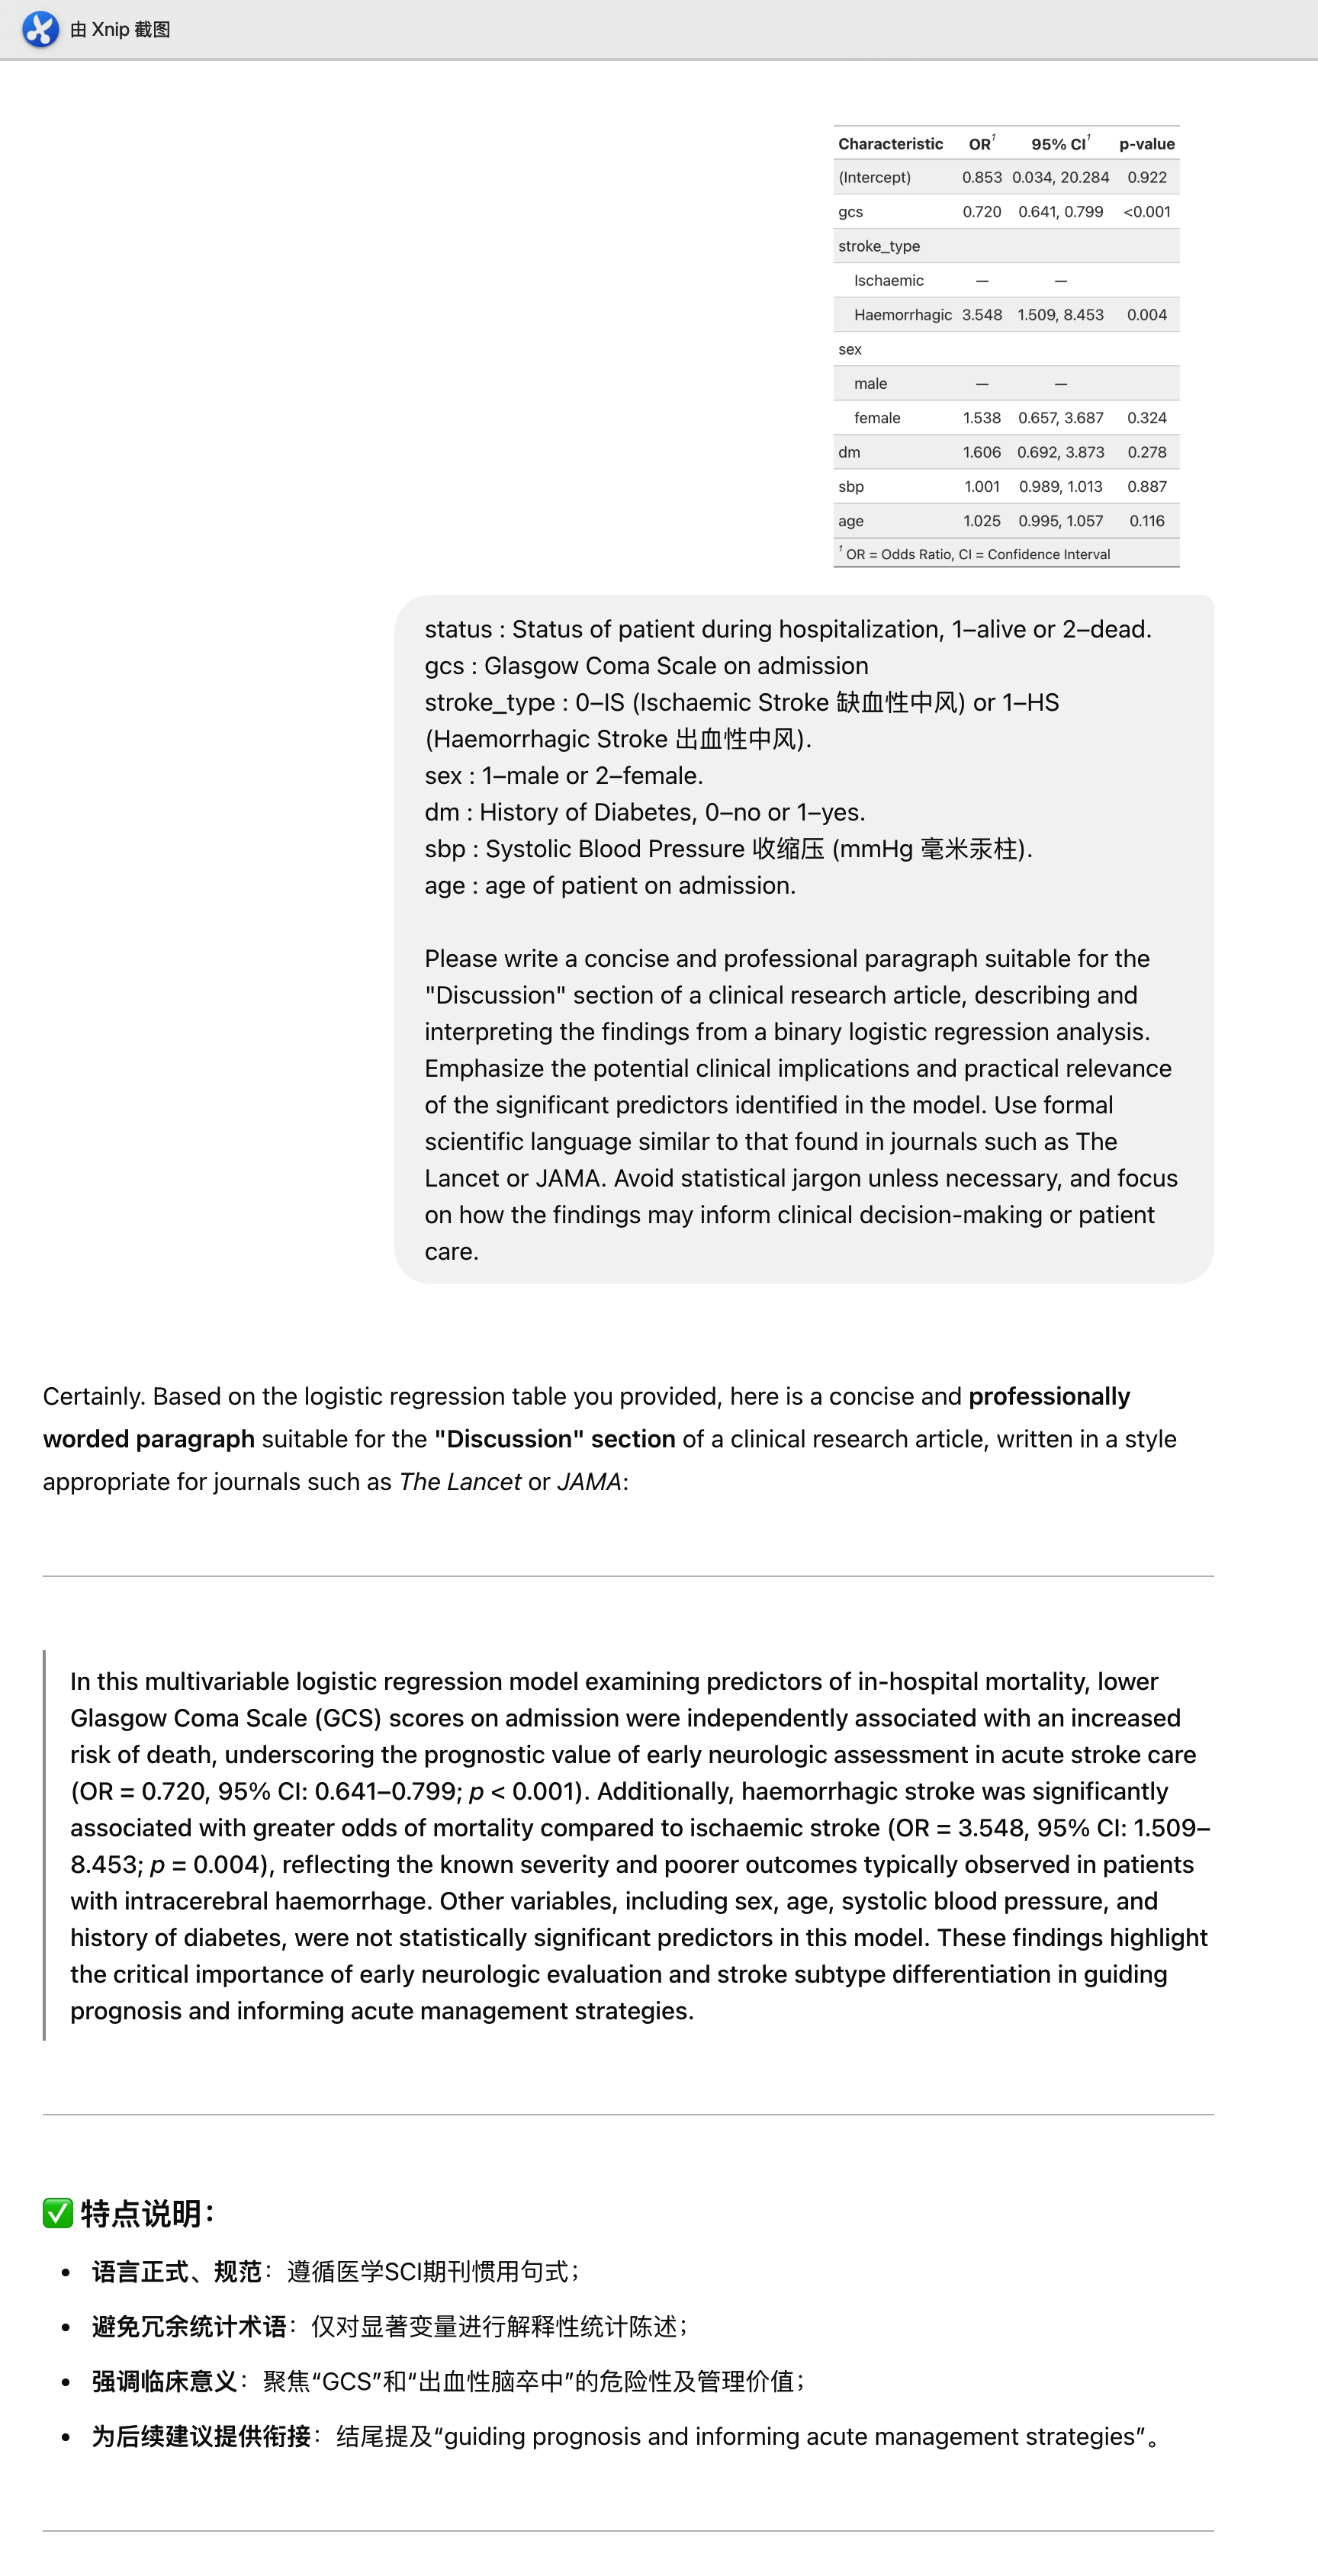 由 Xnip 截图
Characteristic OR¹ 95% CI¹ p-value
(Intercept) 0.853 0.034, 20.284 0.922
gcs 0.720 0.641, 0.799 <0.001
stroke_type
Ischaemic — —
Haemorrhagic 3.548 1.509, 8.453 0.004
sex
male — —
female 1.538 0.657, 3.687 0.324
dm 1.606 0.692, 3.873 0.278
sbp 1.001 0.989, 1.013 0.887
age 1.025 0.995, 1.057 0.116
¹ OR = Odds Ratio, CI = Confidence Interval
status : Status of patient during hospitalization, 1–alive or 2–dead.
gcs : Glasgow Coma Scale on admission
stroke_type : 0–IS (Ischaemic Stroke 缺血性中风) or 1–HS
(Haemorrhagic Stroke 出血性中风).
sex : 1–male or 2–female.
dm : History of Diabetes, 0–no or 1–yes.
sbp : Systolic Blood Pressure 收缩压 (mmHg 毫米汞柱).
age : age of patient on admission.
Please write a concise and professional paragraph suitable for the
"Discussion" section of a clinical research article, describing and
interpreting the findings from a binary logistic regression analysis.
Emphasize the potential clinical implications and practical relevance
of the significant predictors identified in the model. Use formal
scientific language similar to that found in journals such as The
Lancet or JAMA. Avoid statistical jargon unless necessary, and focus
on how the findings may inform clinical decision-making or patient
care.
Certainly. Based on the logistic regression table you provided, here is a concise and professionally
worded paragraph suitable for the "Discussion" section of a clinical research article, written in a style
appropriate for journals such as The Lancet or JAMA:
In this multivariable logistic regression model examining predictors of in-hospital mortality, lower
Glasgow Coma Scale (GCS) scores on admission were independently associated with an increased
risk of death, underscoring the prognostic value of early neurologic assessment in acute stroke care
(OR = 0.720, 95% CI: 0.641–0.799; p < 0.001). Additionally, haemorrhagic stroke was significantly
associated with greater odds of mortality compared to ischaemic stroke (OR = 3.548, 95% CI: 1.509–
8.453; p = 0.004), reflecting the known severity and poorer outcomes typically observed in patients
with intracerebral haemorrhage. Other variables, including sex, age, systolic blood pressure, and
history of diabetes, were not statistically significant predictors in this model. These findings highlight
the critical importance of early neurologic evaluation and stroke subtype differentiation in guiding
prognosis and informing acute management strategies.
✅ 特点说明：
• 语言正式、规范：遵循医学SCI期刊惯用句式；
• 避免冗余统计术语：仅对显著变量进行解释性统计陈述；
• 强调临床意义：聚焦“GCS”和“出血性脑卒中”的危险性及管理价值；
• 为后续建议提供衔接：结尾提及“guiding prognosis and informing acute management strategies”。